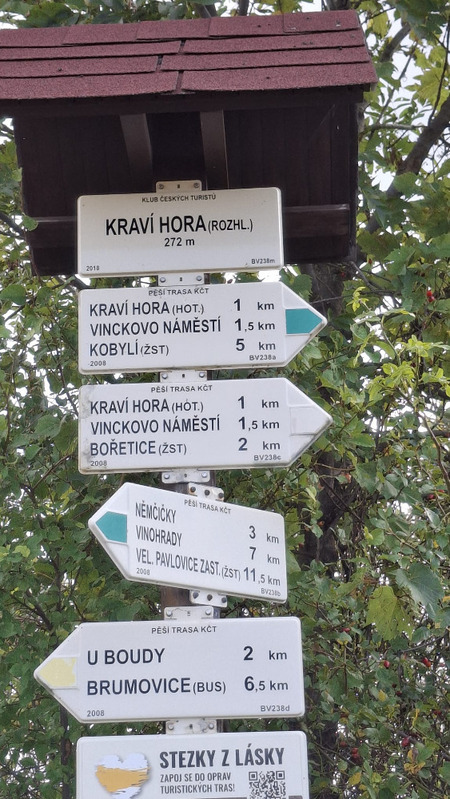 KLUB ČESKÝCH TURISTŮ
KRAVÍ HORA (ROZHL.)
272 m
2018 BV238m
PĚŠÍ TRASA KČT
KRAVÍ HORA (HOT.) 1 km
VINCKOVO NÁMĚSTÍ 1,5 km
KOBYLÍ (ŽST) 5 km
2008 BV238a
PĚŠÍ TRASA KČT
KRAVÍ HORA (HOT.) 1 km
VINCKOVO NÁMĚSTÍ 1,5 km
BOŘETICE (ŽST) 2 km
2008 BV238c
PĚŠÍ TRASA KČT
NĚMČIČKY 3 km
VINOHRADY 7 km
VEL. PAVLOVICE ZAST. (ŽST) 11,5 km
2008 BV238b
PĚŠÍ TRASA KČT
U BOUDY 2 km
BRUMOVICE (BUS) 6,5 km
2008 BV238d
STEZKY Z LÁSKY
ZAPOJ SE DO OPRAV
TURISTICKÝCH TRAS!